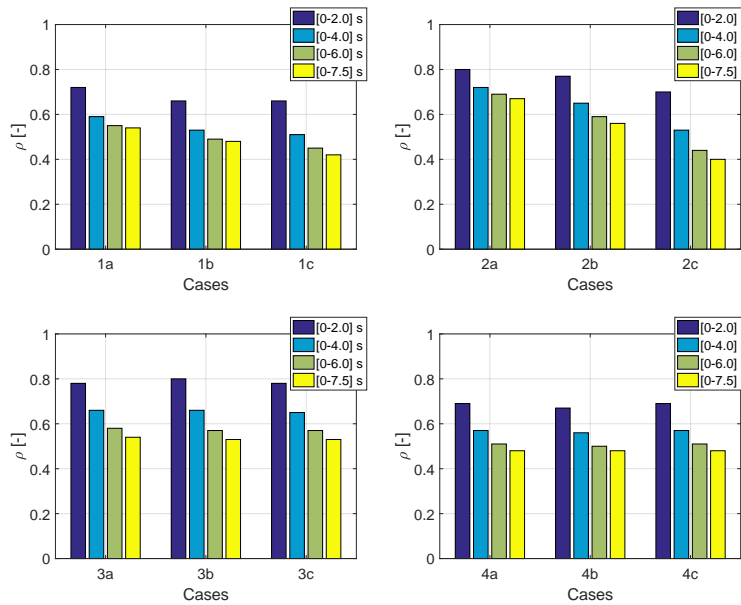 1
0.8
0.6
0.4
0.2
0
ρ [-]
1a 1b 1c
Cases
[0-2.0] s
[0-4.0] s
[0-6.0] s
[0-7.5] s
1
0.8
0.6
0.4
0.2
0
ρ [-]
2a 2b 2c
Cases
[0-2.0]
[0-4.0]
[0-6.0]
[0-7.5]
1
0.8
0.6
0.4
0.2
0
ρ [-]
3a 3b 3c
Cases
[0-2.0] s
[0-4.0] s
[0-6.0] s
[0-7.5] s
1
0.8
0.6
0.4
0.2
0
ρ [-]
4a 4b 4c
Cases
[0-2.0]
[0-4.0]
[0-6.0]
[0-7.5]